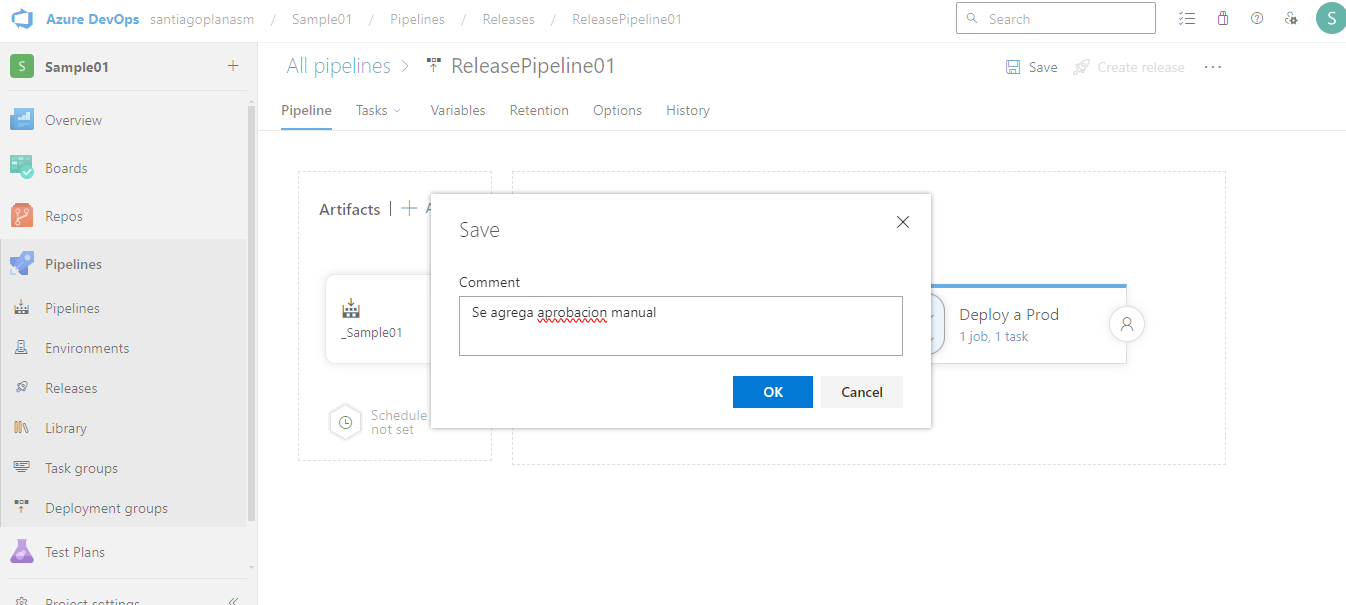 Azure DevOps santiagoplanasm / Sample01 / Pipelines / Releases / ReleasePipeline01
Search
S
S Sample01 +
Overview
Boards
Repos
Pipelines
Pipelines
Environments
Releases
Library
Task groups
Deployment groups
Test Plans
Project settings
All pipelines > ReleasePipeline01
Save Create release ...
Pipeline Tasks Variables Retention Options History
Artifacts | + A
_Sample01
Schedule
not set
Save
Comment
Se agrega aprobacion manual
OK Cancel
Deploy a Prod
1 job, 1 task